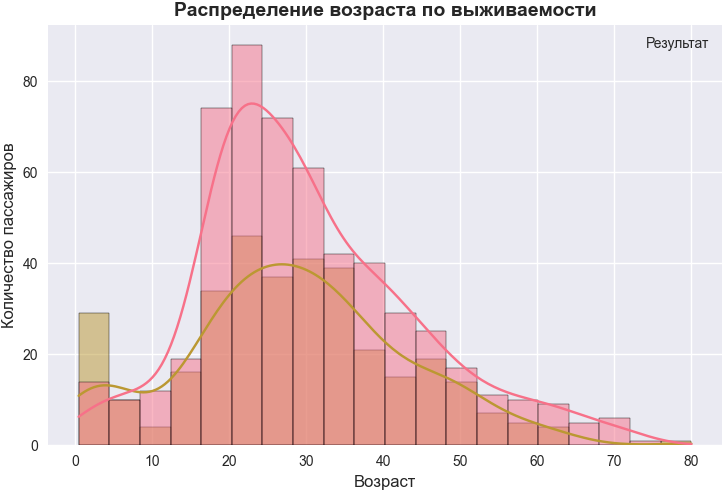 Распределение возраста по выживаемости
Результат
Количество пассажиров
80
60
40
20
0
0 10 20 30 40 50 60 70 80
Возраст